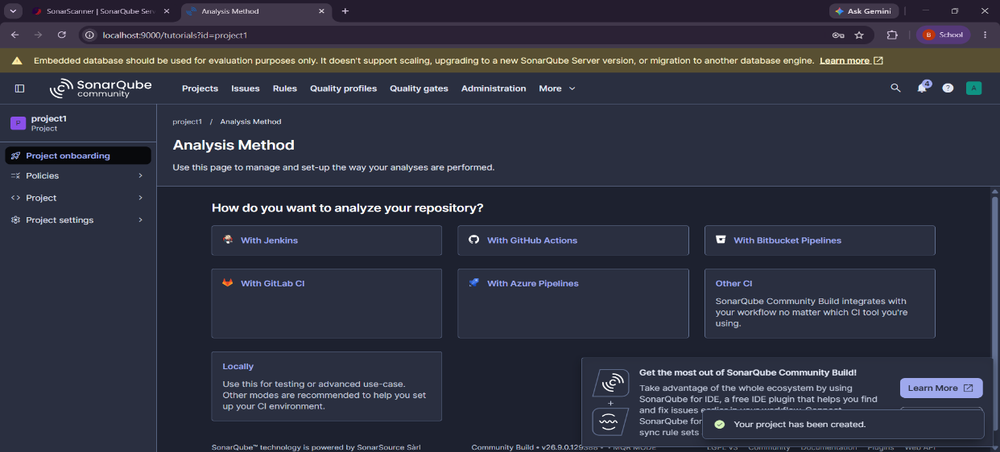 SonarScanner | SonarQube Serv
Analysis Method
Ask Gemini
localhost:9000/tutorials?id=project1
B
School
Embedded database should be used for evaluation purposes only. It doesn't support scaling, upgrading to a new SonarQube Server version, or migration to another database engine. Learn more
SonarQube
community
Projects
Issues
Rules
Quality profiles
Quality gates
Administration
More
4
?
A
P
project1
Project
Project onboarding
Policies
Project
Project settings
project1 / Analysis Method
Analysis Method
Use this page to manage and set-up the way your analyses are performed.
How do you want to analyze your repository?
With Jenkins
With GitHub Actions
With Bitbucket Pipelines
With GitLab CI
With Azure Pipelines
Other CI
SonarQube Community Build integrates with
your workflow no matter which CI tool you're
using.
Locally
Use this for testing or advanced use-case.
Other modes are recommended to help you set
up your CI environment.
Get the most out of SonarQube Community Build!
Take advantage of the whole ecosystem by using
SonarQube for IDE, a free IDE plugin that helps you find
and fix issues earlier in your workflow. Connect
SonarQube for
sync rule sets
Learn More
Your project has been created.
SonarQube™ technology is powered by SonarSource Sàrl
Community Build • v26.9.0.129388 • • MQR MODE
LGPL v3
Community
Documentation
Plugins
Web API